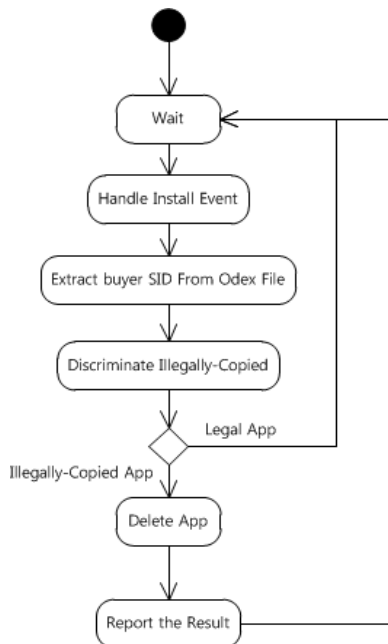 Wait
Handle Install Event
Extract buyer SID From Odex File
Discriminate Illegally-Copied
Legal App
Illegally-Copied App
Delete App
Report the Result